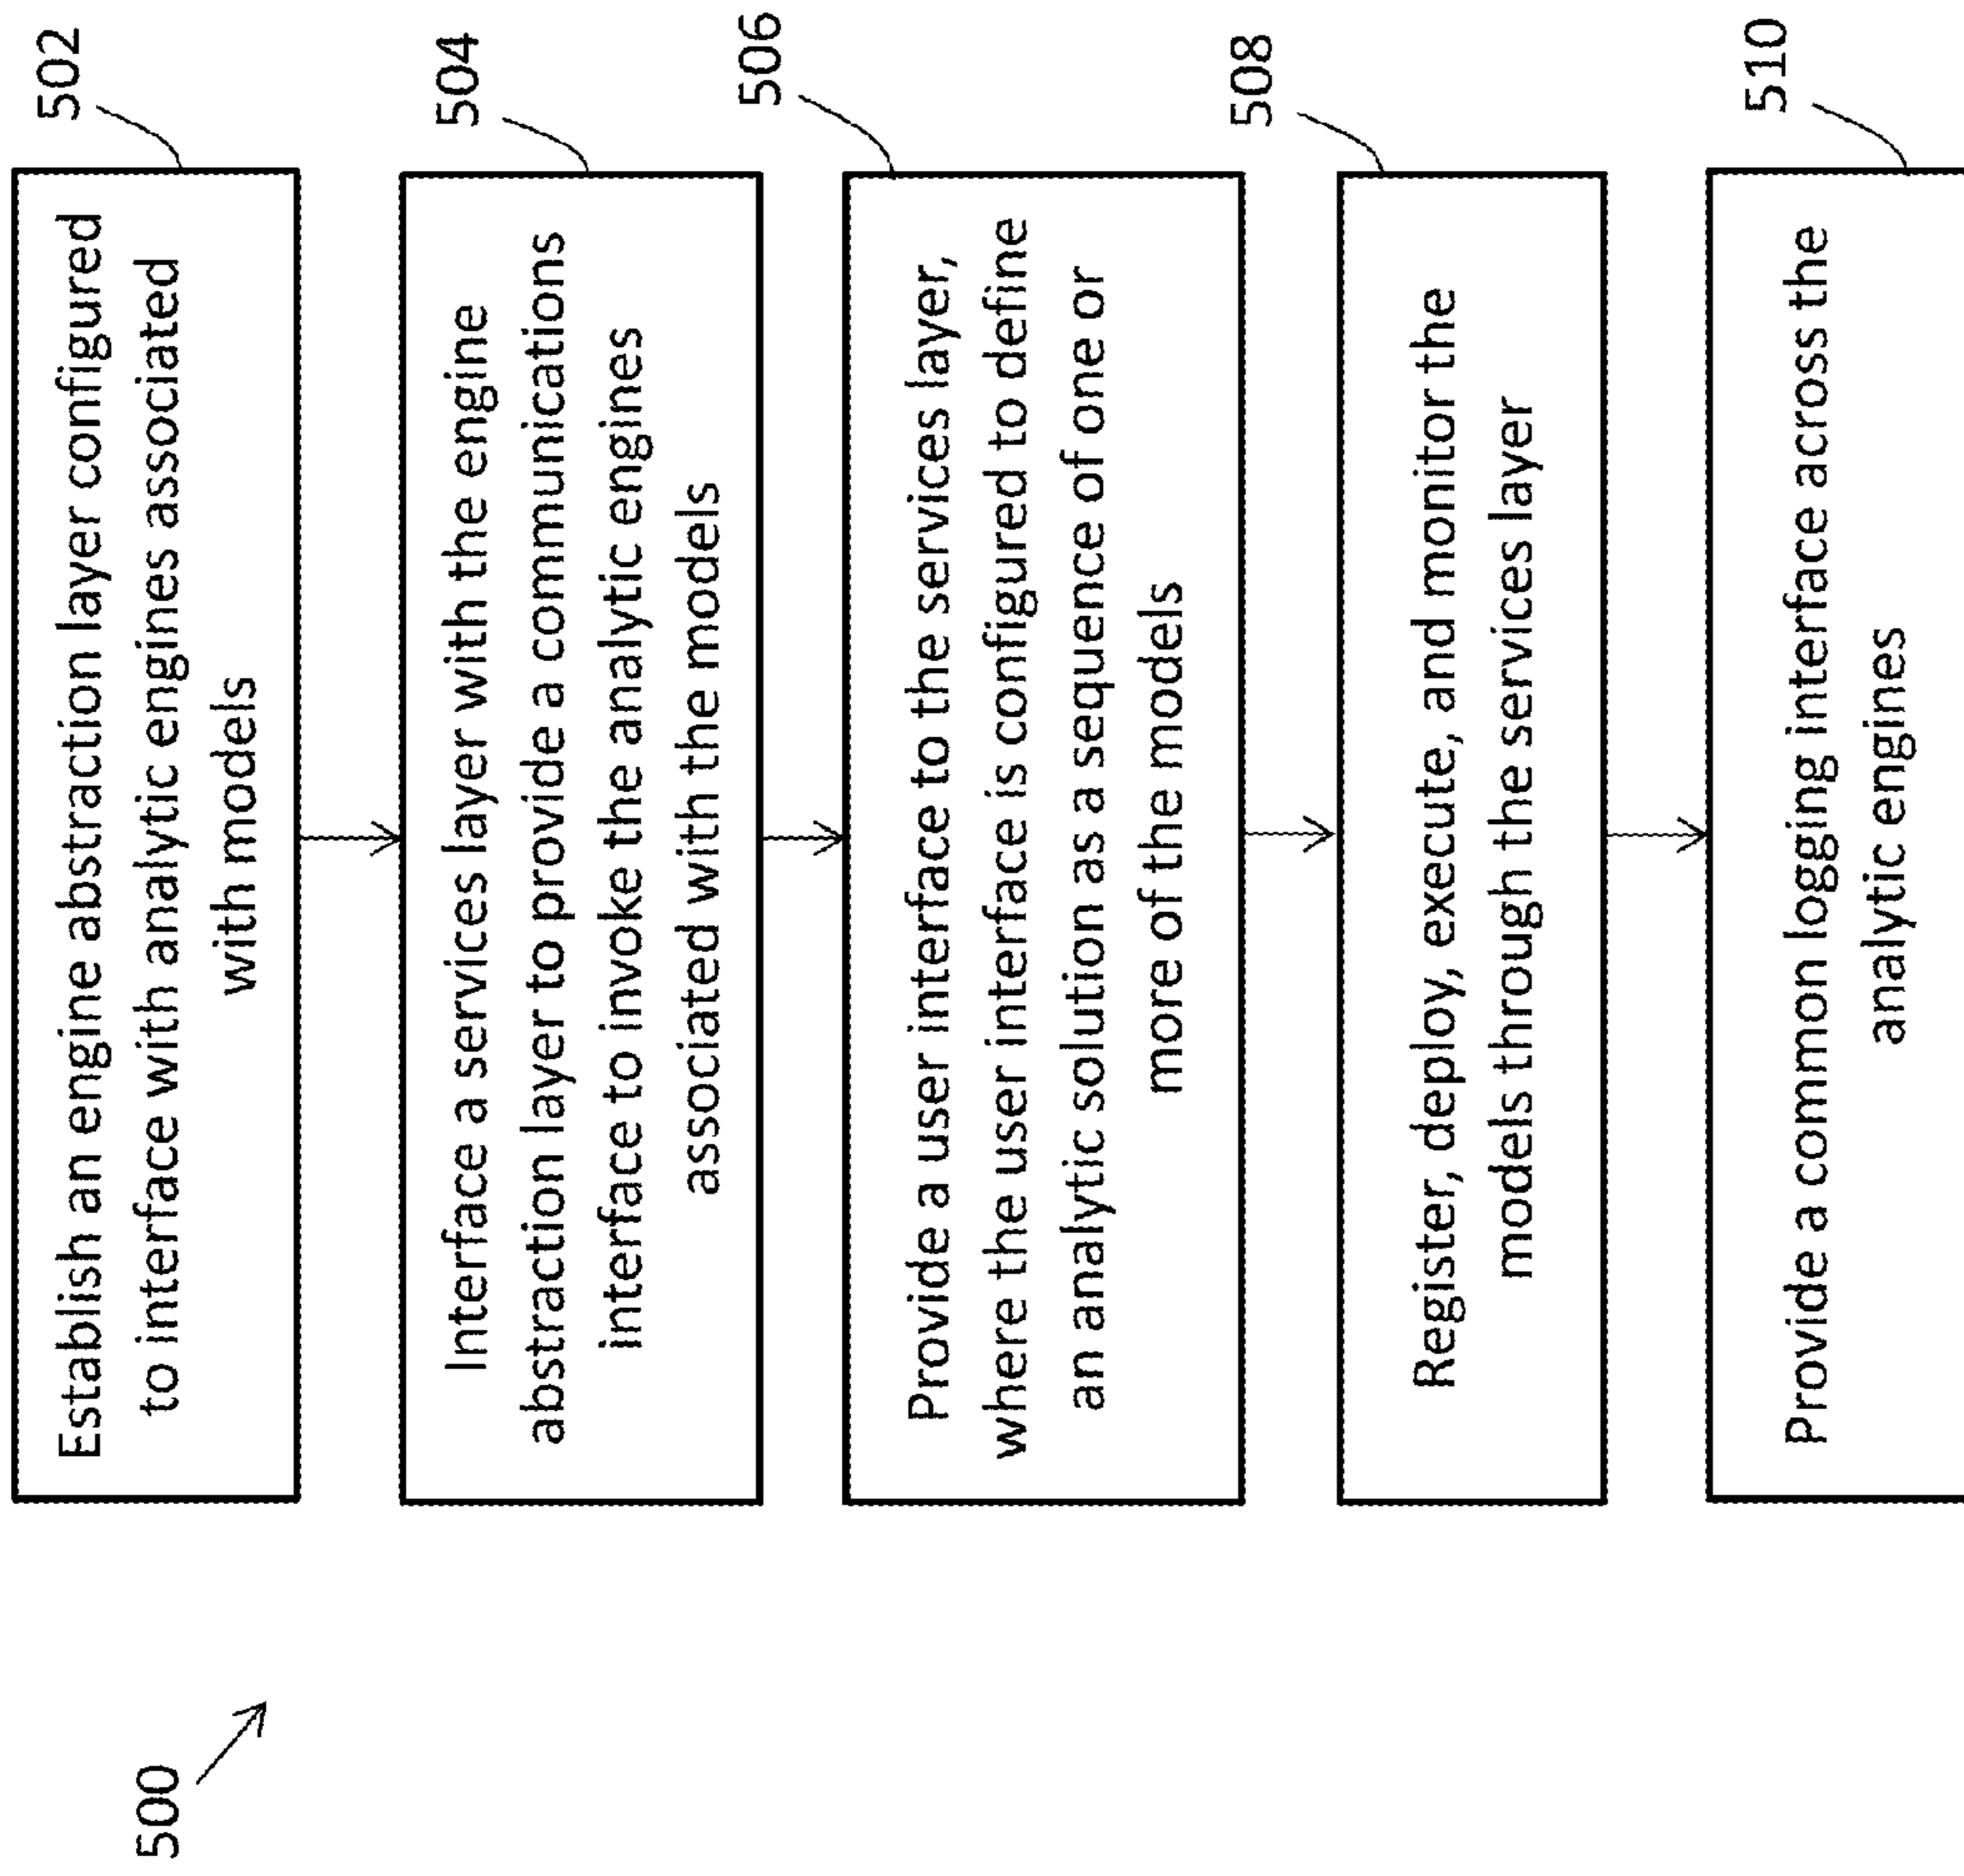 500
502
Establish an engine abstraction layer configured
to interface with analytic engines associated
with models
504
Interface a services layer with the engine
abstraction layer to provide a communications
interface to invoke the analytic engines
associated with the models
506
Provide a user interface to the services layer,
where the user interface is configured to define
an analytic solution as a sequence of one or
more of the models
508
Register, deploy, execute, and monitor the
models through the services layer
510
Provide a common logging interface across the
analytic engines